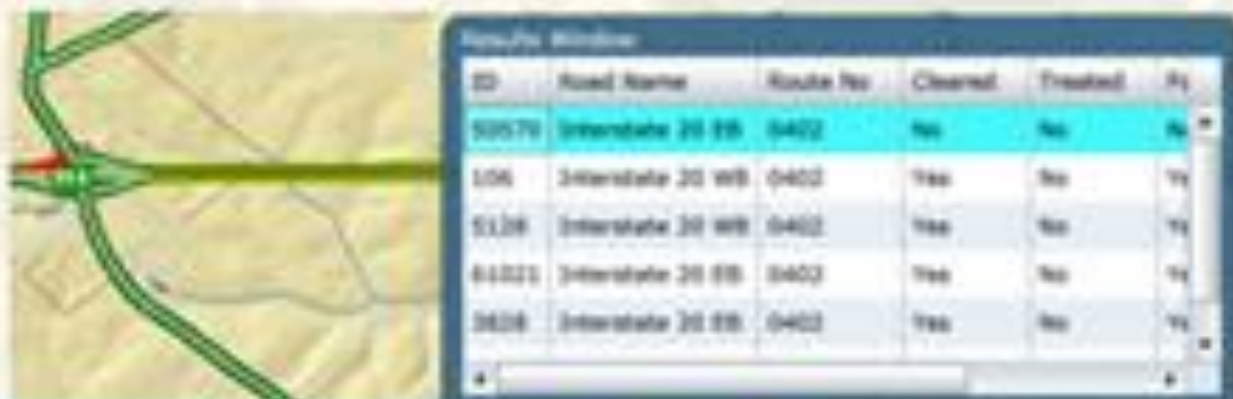 Results Window
ID Road Name Route No Cleared Treated
50570 Interstate 20 EB 0402 No No
106 Interstate 20 WB 0402 Yes No
5128 Interstate 20 WB 0402 Yes No
61021 Interstate 20 EB 0402 Yes No
3828 Interstate 20 EB 0402 Yes No